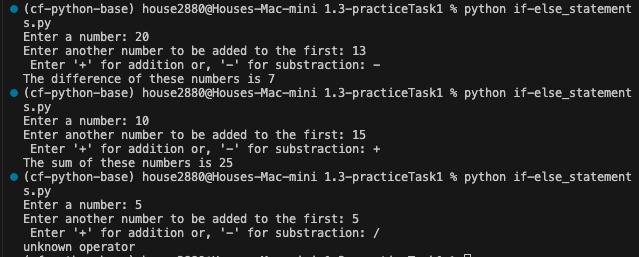 (cf-python-base) house2880@Houses-Mac-mini 1.3-practiceTask1 % python if-else_statement
s.py
Enter a number: 20
Enter another number to be added to the first: 13
Enter '+' for addition or, '-' for substraction: -
The difference of these numbers is 7
(cf-python-base) house2880@Houses-Mac-mini 1.3-practiceTask1 % python if-else_statement
s.py
Enter a number: 10
Enter another number to be added to the first: 15
Enter '+' for addition or, '-' for substraction: +
The sum of these numbers is 25
(cf-python-base) house2880@Houses-Mac-mini 1.3-practiceTask1 % python if-else_statement
s.py
Enter a number: 5
Enter another number to be added to the first: 5
Enter '+' for addition or, '-' for substraction: /
unknown operator